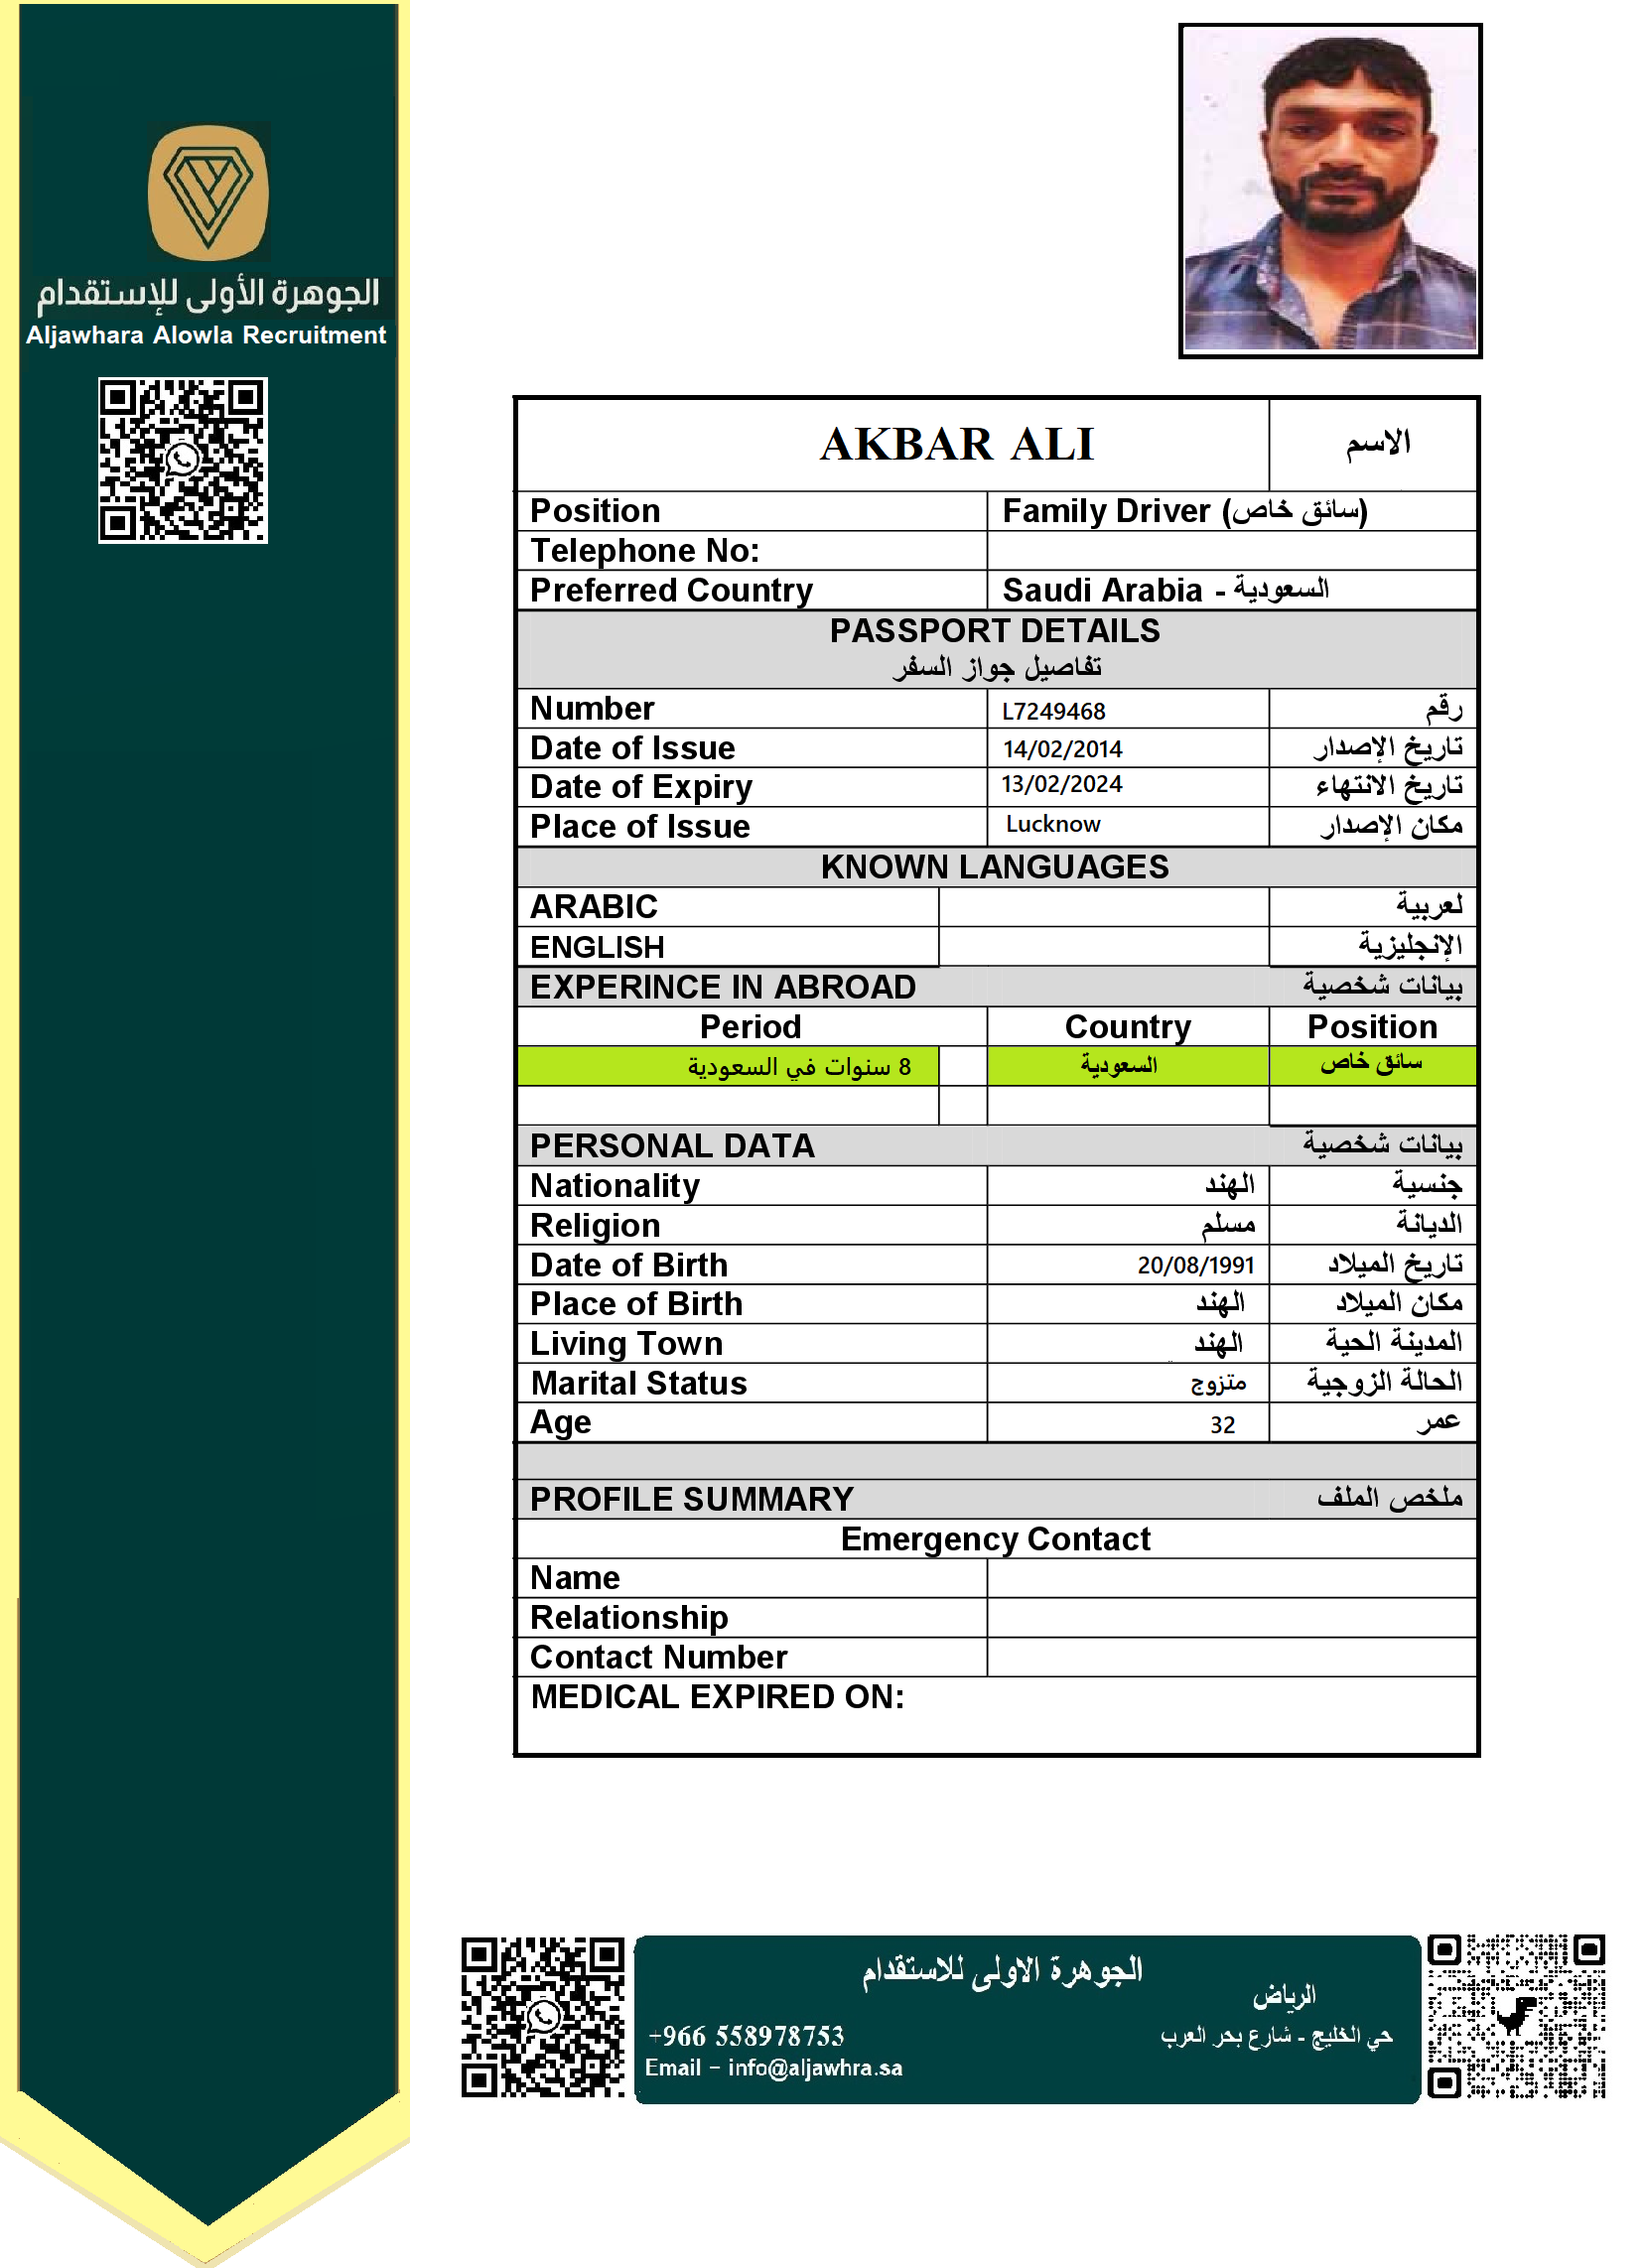 الجوهرة الأولى للإستقدام
Aljawhara Alowla Recruitment
AKBAR ALI الاسم
Position Family Driver (سائق خاص)
Telephone No:
Preferred Country Saudi Arabia - السعودية
PASSPORT DETAILS
تفاصيل جواز السفر
Number L7249468 رقم
Date of Issue 14/02/2014 تاريخ الإصدار
Date of Expiry 13/02/2024 تاريخ الانتهاء
Place of Issue Lucknow مكان الإصدار
KNOWN LANGUAGES
ARABIC لعربية
ENGLISH الإنجليزية
EXPERINCE IN ABROAD بيانات شخصية
Period Country Position
8 سنوات في السعودية السعودية سائق خاص
PERSONAL DATA بيانات شخصية
Nationality الهند جنسية
Religion مسلم الديانة
Date of Birth 20/08/1991 تاريخ الميلاد
Place of Birth الهند مكان الميلاد
Living Town الهند المدينة الحية
Marital Status متزوج الحالة الزوجية
Age 32 عمر
PROFILE SUMMARY ملخص الملف
Emergency Contact
Name
Relationship
Contact Number
MEDICAL EXPIRED ON:
الجوهرة الاولى للاستقدام
الرياض
+966 558978753 حي الخليج - شارع بحر العرب
Email - info@aljawhra.sa